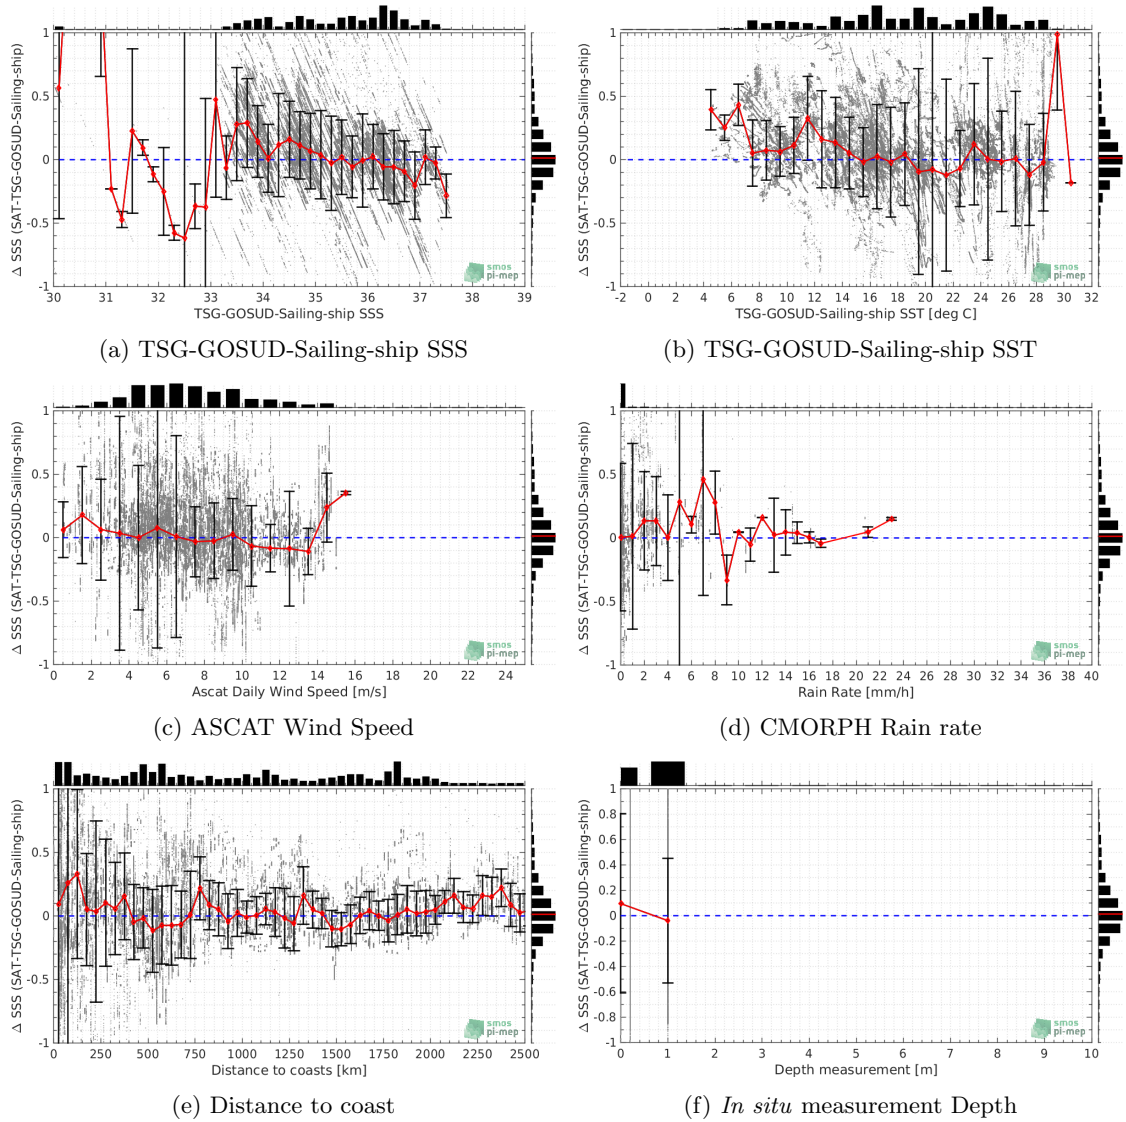 Δ SSS (SAT-TSG-GOSUD-Sailing-ship)
1
0.5
0
-0.5
-1
30 31 32 33 34 35 36 37 38 39
TSG-GOSUD-Sailing-ship SSS
smos
pi-mep
(a) TSG-GOSUD-Sailing-ship SSS
Δ SSS (SAT-TSG-GOSUD-Sailing-ship)
1
0.5
0
-0.5
-1
-2 0 2 4 6 8 10 12 14 16 18 20 22 24 26 28 30 32
TSG-GOSUD-Sailing-ship SST [deg C]
smos
pi-mep
(b) TSG-GOSUD-Sailing-ship SST
Δ SSS (SAT-TSG-GOSUD-Sailing-ship)
1
0.5
0
-0.5
-1
0 2 4 6 8 10 12 14 16 18 20 22 24
Ascat Daily Wind Speed [m/s]
smos
pi-mep
(c) ASCAT Wind Speed
Δ SSS (SAT-TSG-GOSUD-Sailing-ship)
1
0.5
0
-0.5
-1
0 2 4 6 8 10 12 14 16 18 20 22 24 26 28 30 32 34 36 38 40
Rain Rate [mm/h]
smos
pi-mep
(d) CMORPH Rain rate
Δ SSS (SAT-TSG-GOSUD-Sailing-ship)
1
0.5
0
-0.5
-1
0 250 500 750 1000 1250 1500 1750 2000 2250 2500
Distance to coasts [km]
smos
pi-mep
(e) Distance to coast
Δ SSS (SAT-TSG-GOSUD-Sailing-ship)
1
0.8
0.6
0.4
0.2
0
-0.2
-0.4
-0.6
-0.8
-1
0 1 2 3 4 5 6 7 8 9 10
Depth measurement [m]
smos
pi-mep
(f) In situ measurement Depth